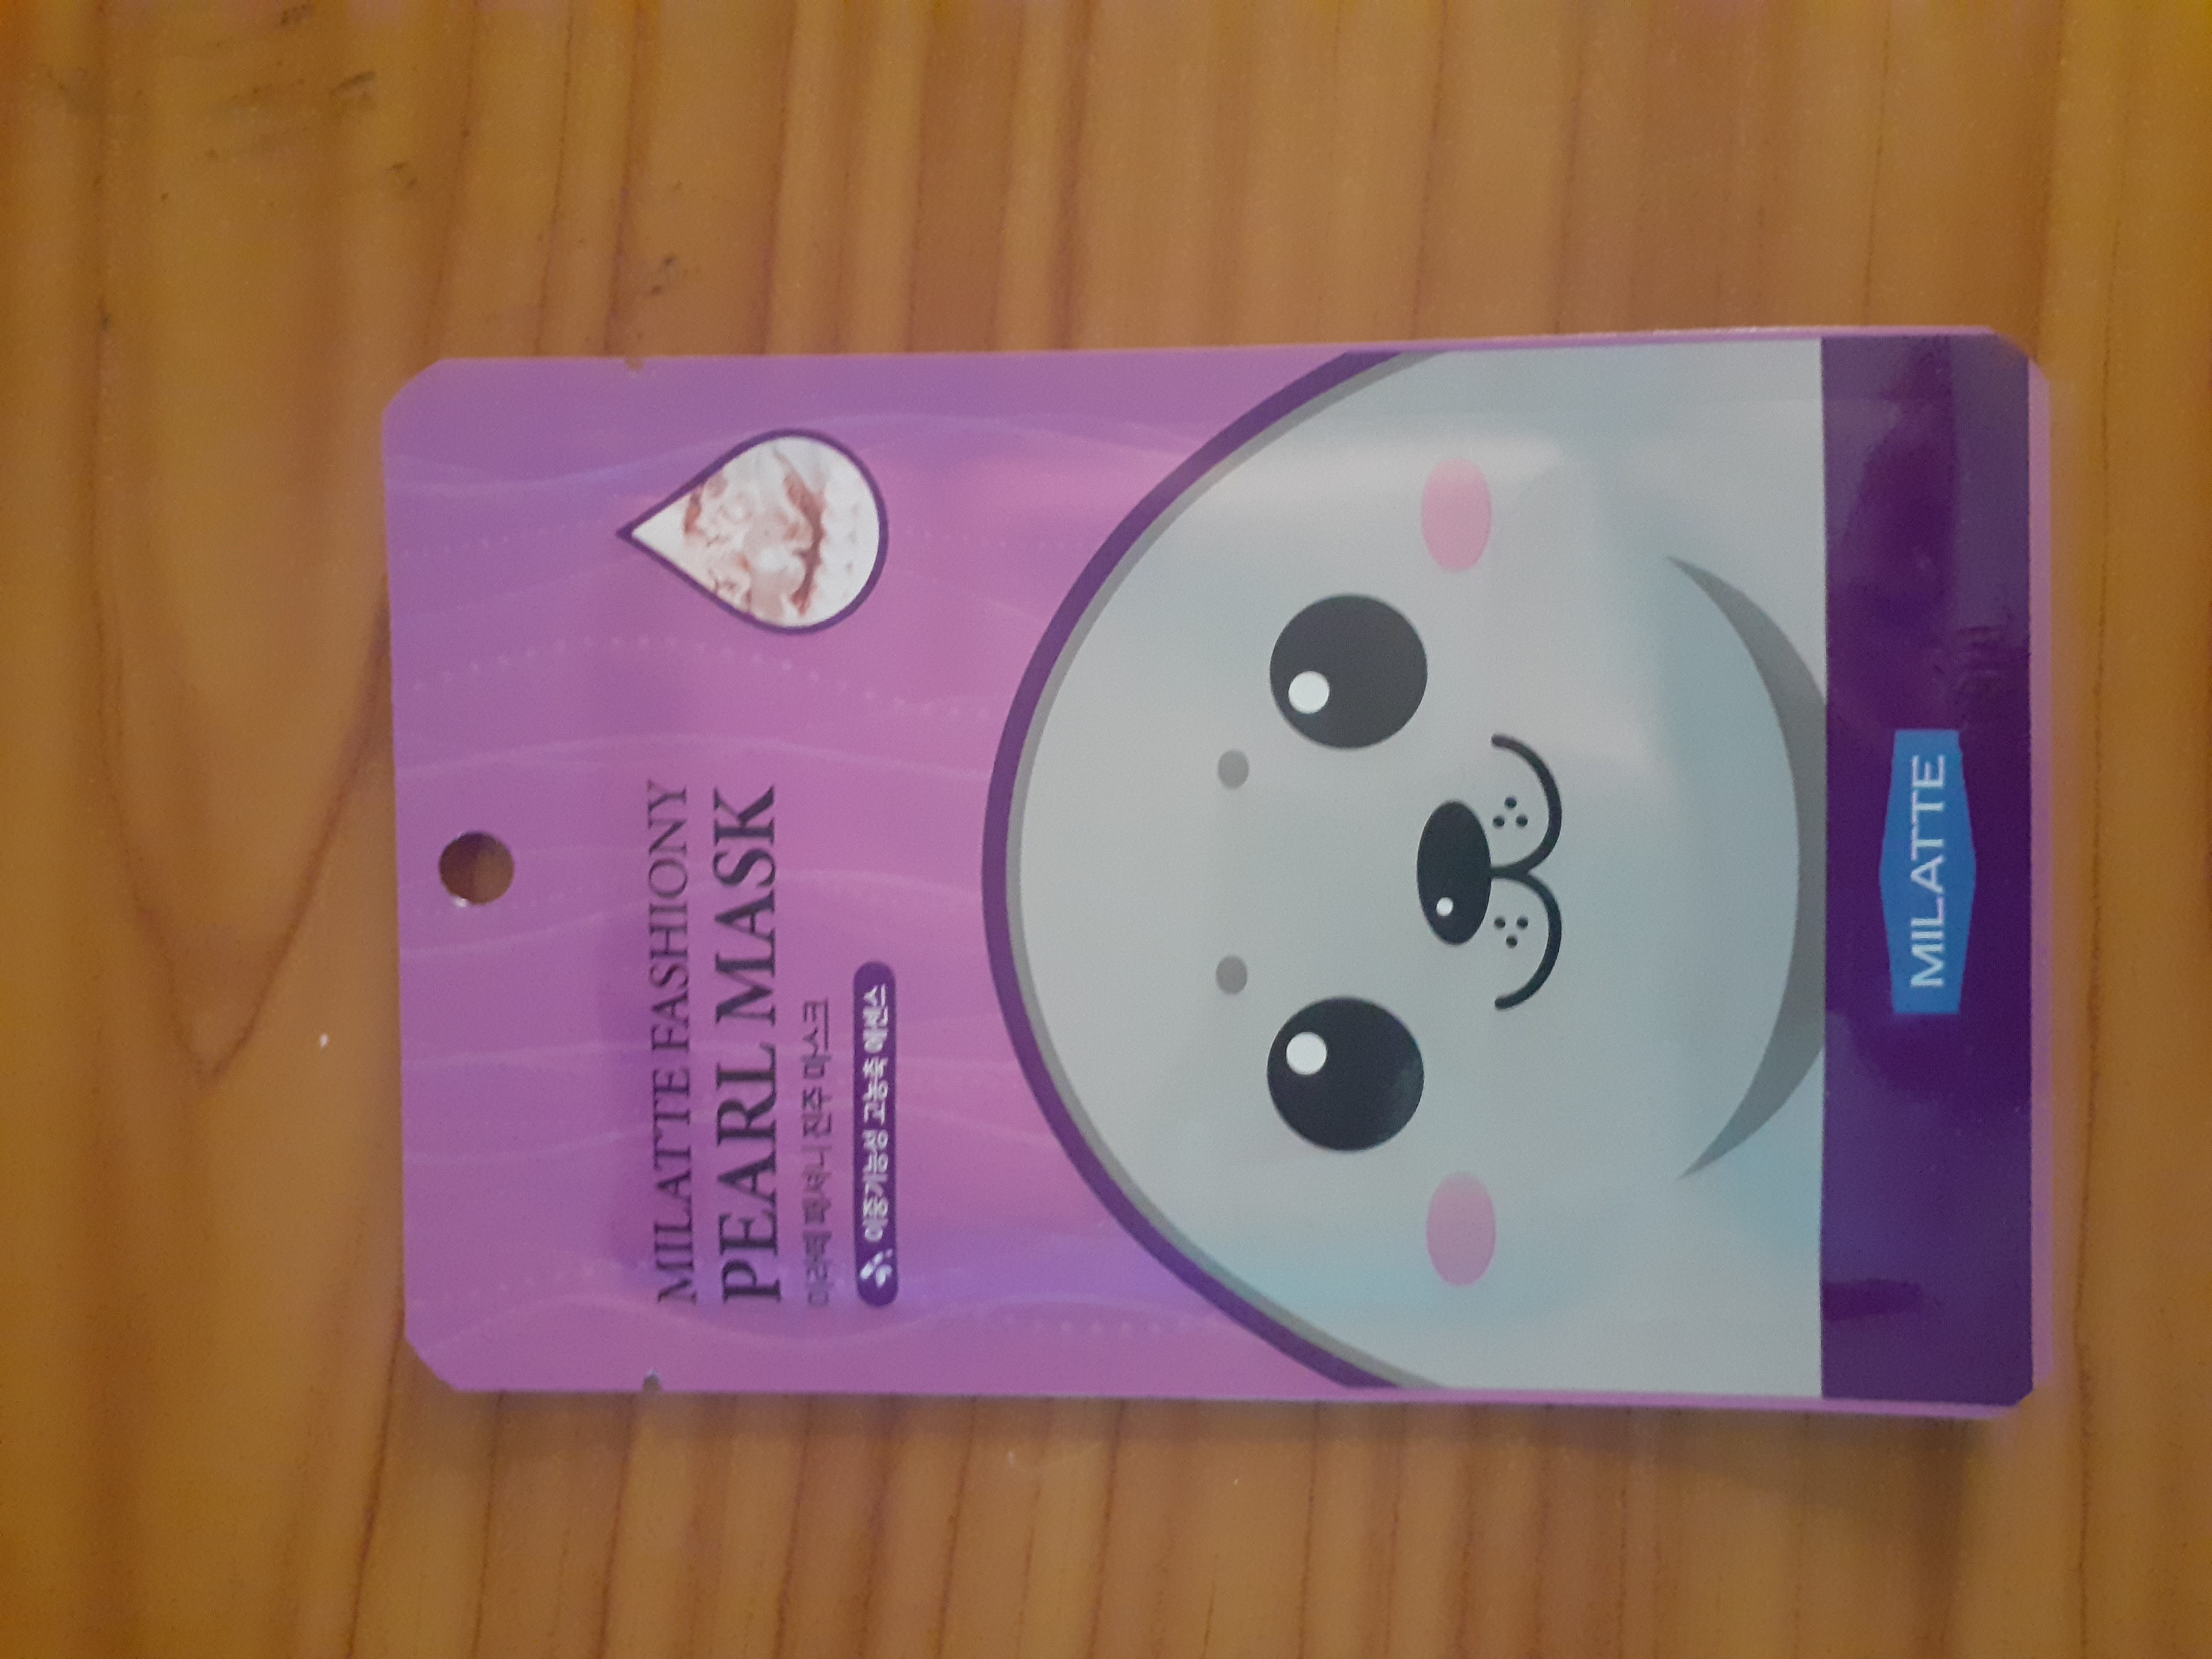 MILATTE FASHIONY
PEARL MASK
미라떼 패셔니 진주 마스크
이중기능성 고농축 에센스
MILATTE